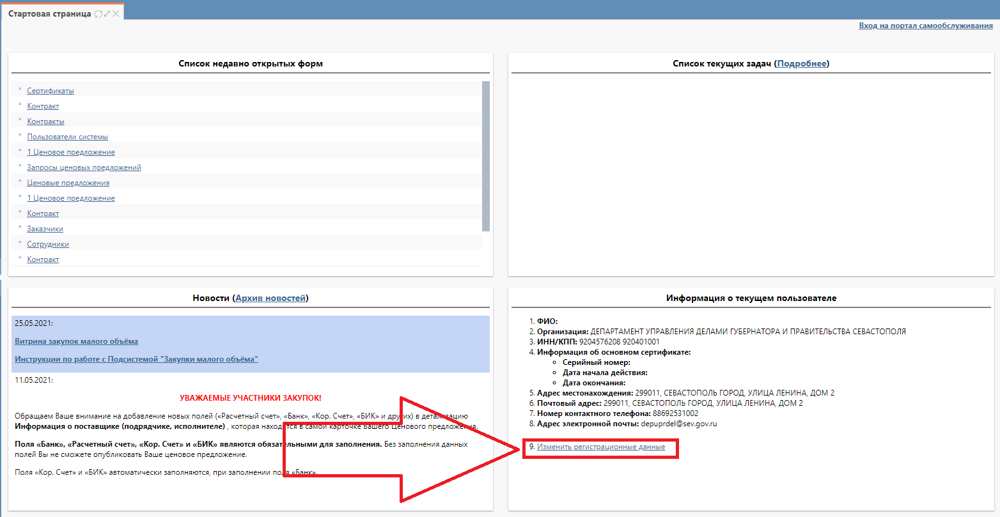 Стартовая страница
Вход на портал самообслуживания
Список недавно открытых форм
Сертификаты
Контракт
Контракты
Пользователи системы
1 Ценовое предложение
Запросы ценовых предложений
Ценовые предложения
1 Ценовое предложение
Контракт
Заказчики
Сотрудники
Контракт
Список текущих задач (Подробнее)
Новости (Архив новостей)
25.05.2021:
Витрина закупок малого объёма
Инструкции по работе с Подсистемой "Закупки малого объёма"
11.05.2021:
УВАЖАЕМЫЕ УЧАСТНИКИ ЗАКУПОК!
Обращаем Ваше внимание на добавление новых полей («Расчетный счет», «Банк», «Кор. Счет», «БИК» и других) в детализацию
Информация о поставщике (подрядчике, исполнителе) , которая находится в самой карточке Вашего Ценового предложения.
Поля «Банк», «Расчетный счет», «Кор. Счет» и «БИК» являются обязательными для заполнения. Без заполнения данных
полей Вы не сможете опубликовать Ваше ценовое предложение.
Поля «Кор. Счет» и «БИК» автоматически заполняются, при заполнении поля «Банк».
Информация о текущем пользователе
1. ФИО:
2. Организация: ДЕПАРТАМЕНТ УПРАВЛЕНИЯ ДЕЛАМИ ГУБЕРНАТОРА И ПРАВИТЕЛЬСТВА СЕВАСТОПОЛЯ
3. ИНН/КПП: 9204576208 920401001
4. Информация об основном сертификате:
Серийный номер:
Дата начала действия:
Дата окончания:
5. Адрес местонахождения: 299011, СЕВАСТОПОЛЬ ГОРОД, УЛИЦА ЛЕНИНА, ДОМ 2
6. Почтовый адрес: 299011, СЕВАСТОПОЛЬ ГОРОД, УЛИЦА ЛЕНИНА, ДОМ 2
7. Номер контактного телефона: 88692531002
8. Адрес электронной почты: depuprdel@sev.gov.ru
9. Изменить регистрационные данные